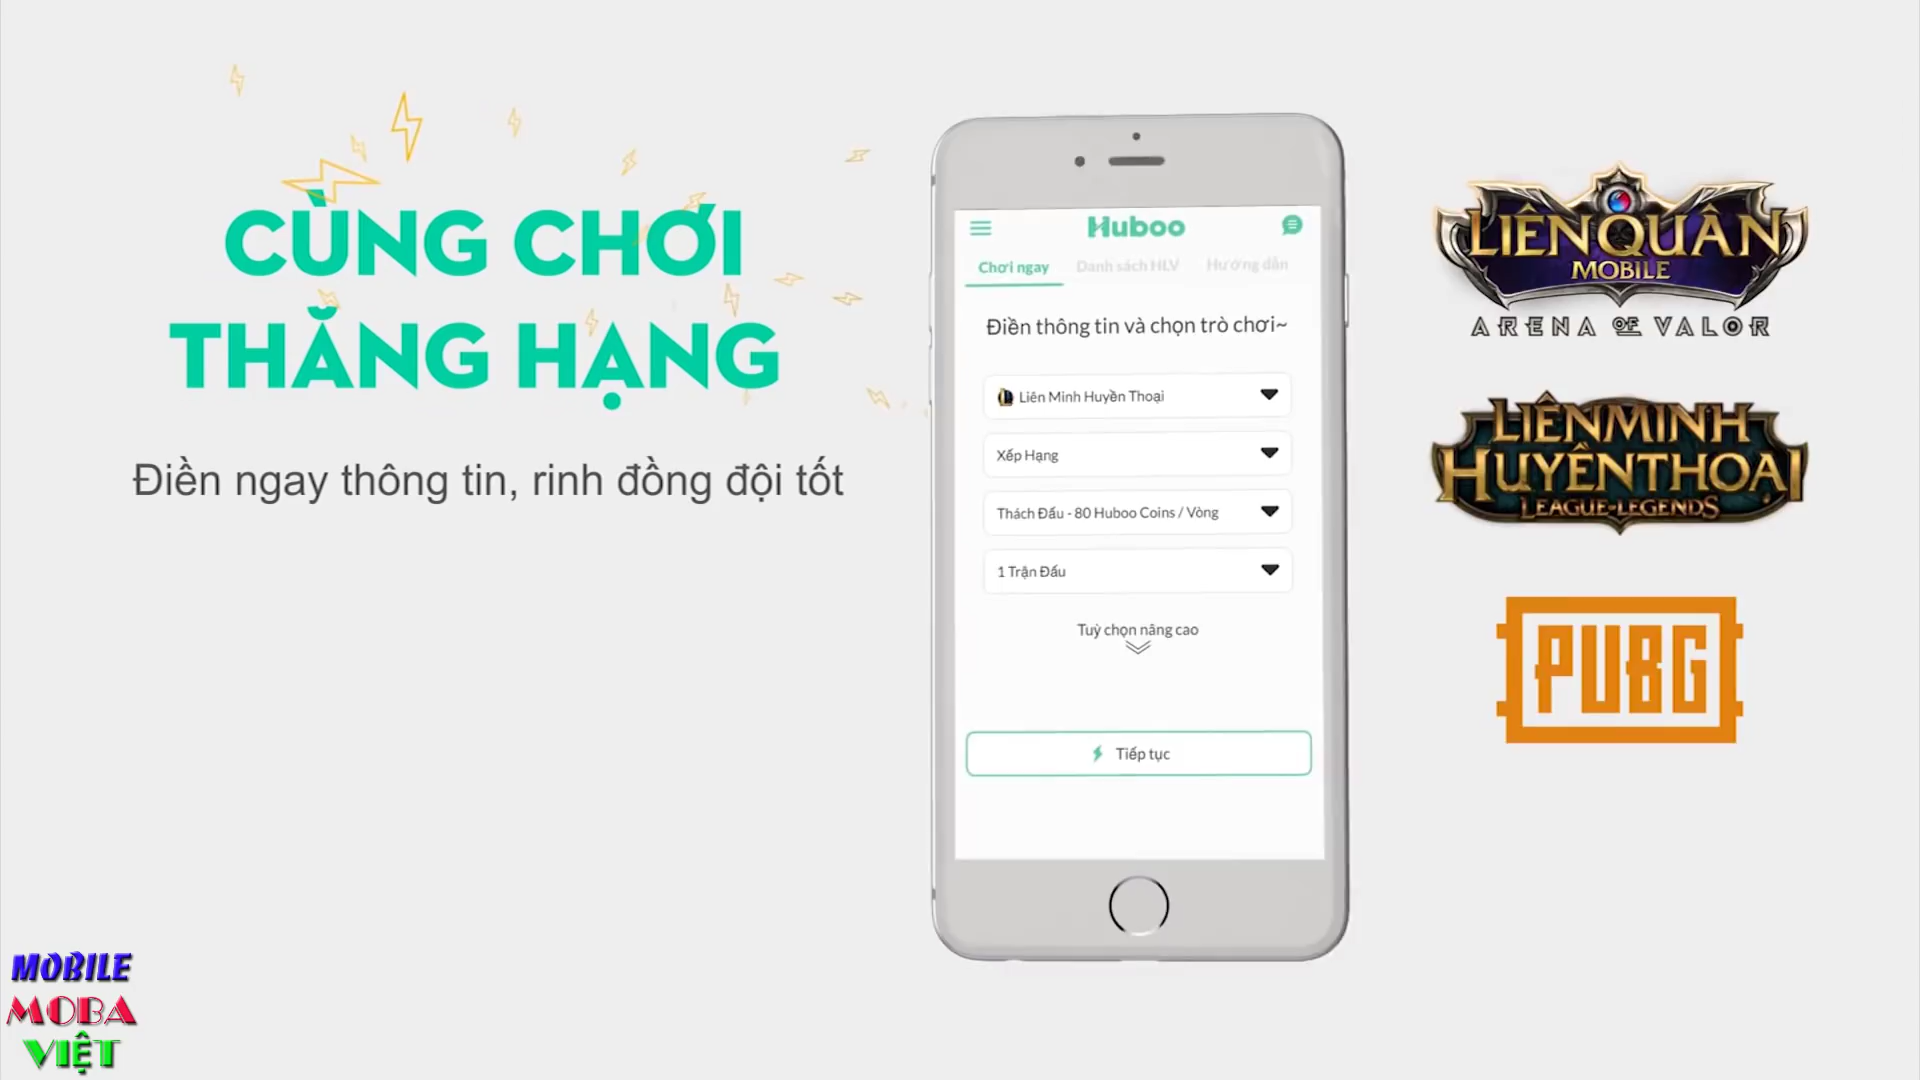 CÙNG CHƠI
THĂNG HẠNG
Điền ngay thông tin, rinh đồng đội tốt
Huboo
Chơi ngay
Danh sách HLV
Hướng dẫn
Điền thông tin và chọn trò chơi~
Liên Minh Huyền Thoại
Xếp Hạng
Thách Đấu - 80 Huboo Coins / Vòng
1 Trận Đấu
Tuỳ chọn nâng cao
Tiếp tục
LIÊN QUÂN
MOBILE
ARENA OF VALOR
LIÊN MINH
HUYỀN THOẠI
LEAGUE OF LEGENDS
PUBG
MOBILE
MOBA
VIỆT